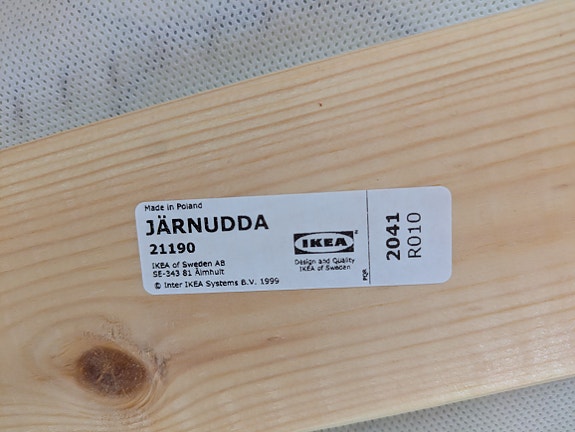 Made in Poland
JÄRNUDDA
21190
IKEA of Sweden AB
SE-343 81 Älmhult
© Inter IKEA Systems B.V. 1999
IKEA
®
Design and Quality
IKEA of Sweden
PQR
2041
R010